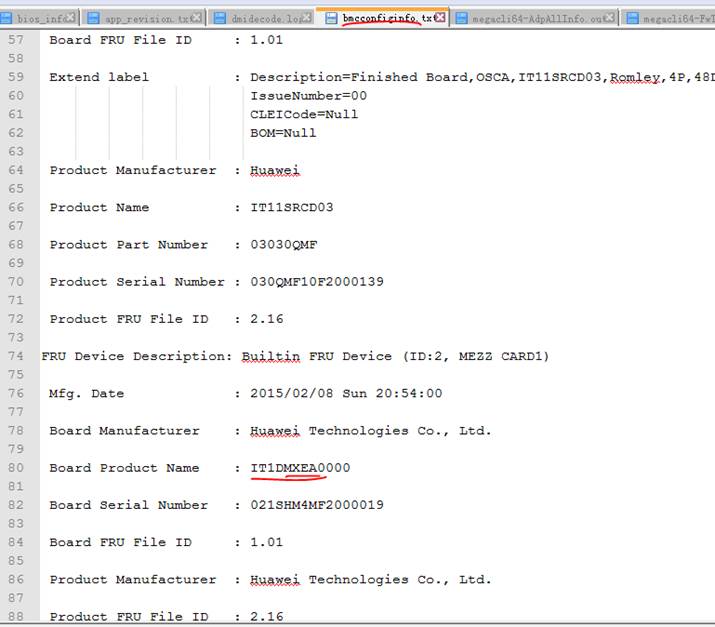 bios_info
app_revision.txt
dmidecode.log
bmcconfiginfo.txt
megacli64-AdpAllInfo.out
megacli64-FwT
57 Board FRU File ID : 1.01
58
59 Extend label : Description=Finished Board,OSCA,IT11SRCD03,Romley,4P,48D
60 IssueNumber=00
61 CLEICode=Null
62 BOM=Null
63
64 Product Manufacturer : Huawei
65
66 Product Name : IT11SRCD03
67
68 Product Part Number : 03030QMF
69
70 Product Serial Number : 030QMF10F2000139
71
72 Product FRU File ID : 2.16
73
74 FRU Device Description: Builtin FRU Device (ID:2, MEZZ CARD1)
75
76 Mfg. Date : 2015/02/08 Sun 20:54:00
77
78 Board Manufacturer : Huawei Technologies Co., Ltd.
79
80 Board Product Name : IT1DMXEA0000
81
82 Board Serial Number : 021SHM4MF2000019
83
84 Board FRU File ID : 1.01
85
86 Product Manufacturer : Huawei Technologies Co., Ltd.
87
88 Product FRU File ID : 2.16